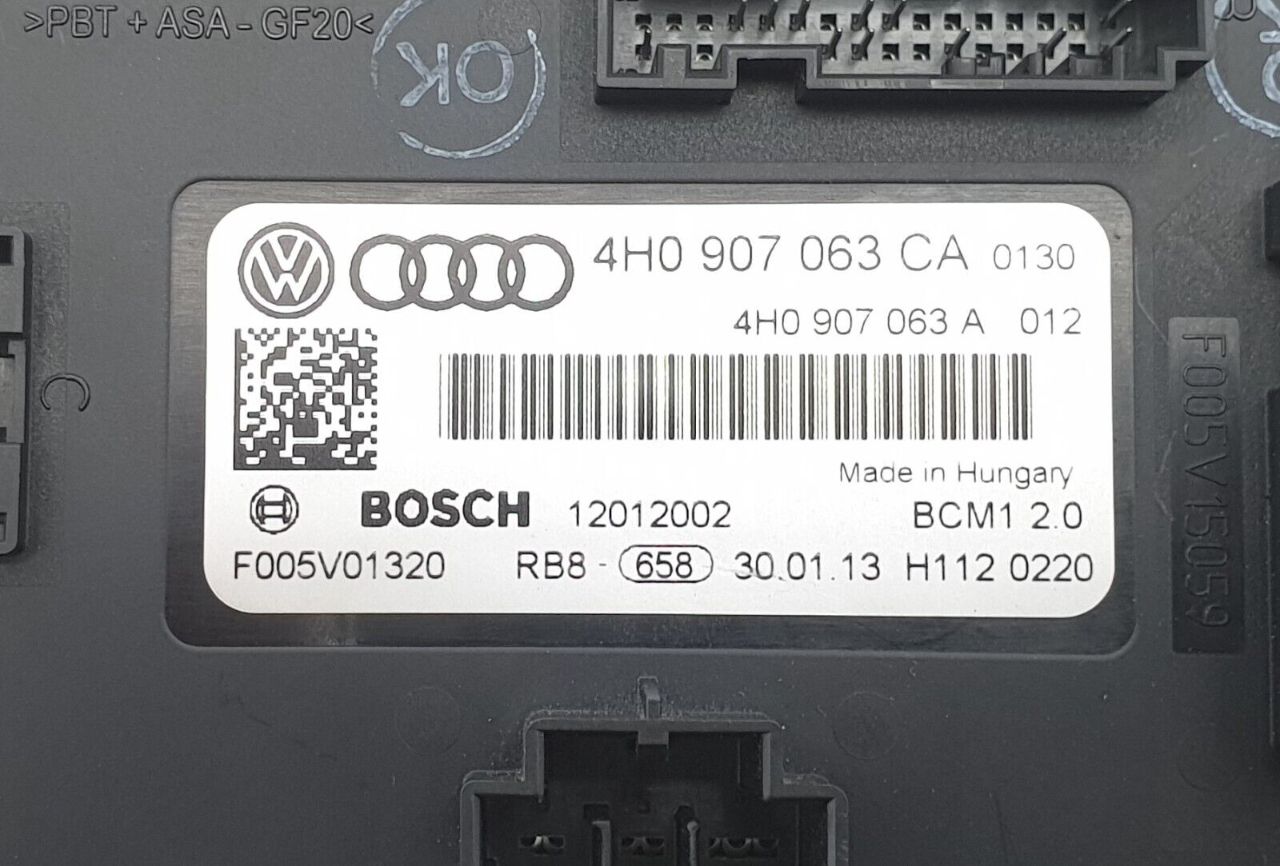 >PBT + ASA - GF20<
OK
4H0 907 063 CA 0130
4H0 907 063 A 012
C
Made in Hungary
BOSCH 12012002 BCM1 2.0
F005V01320 RB8 - 658 30.01.13 H112 0220
F005V15059